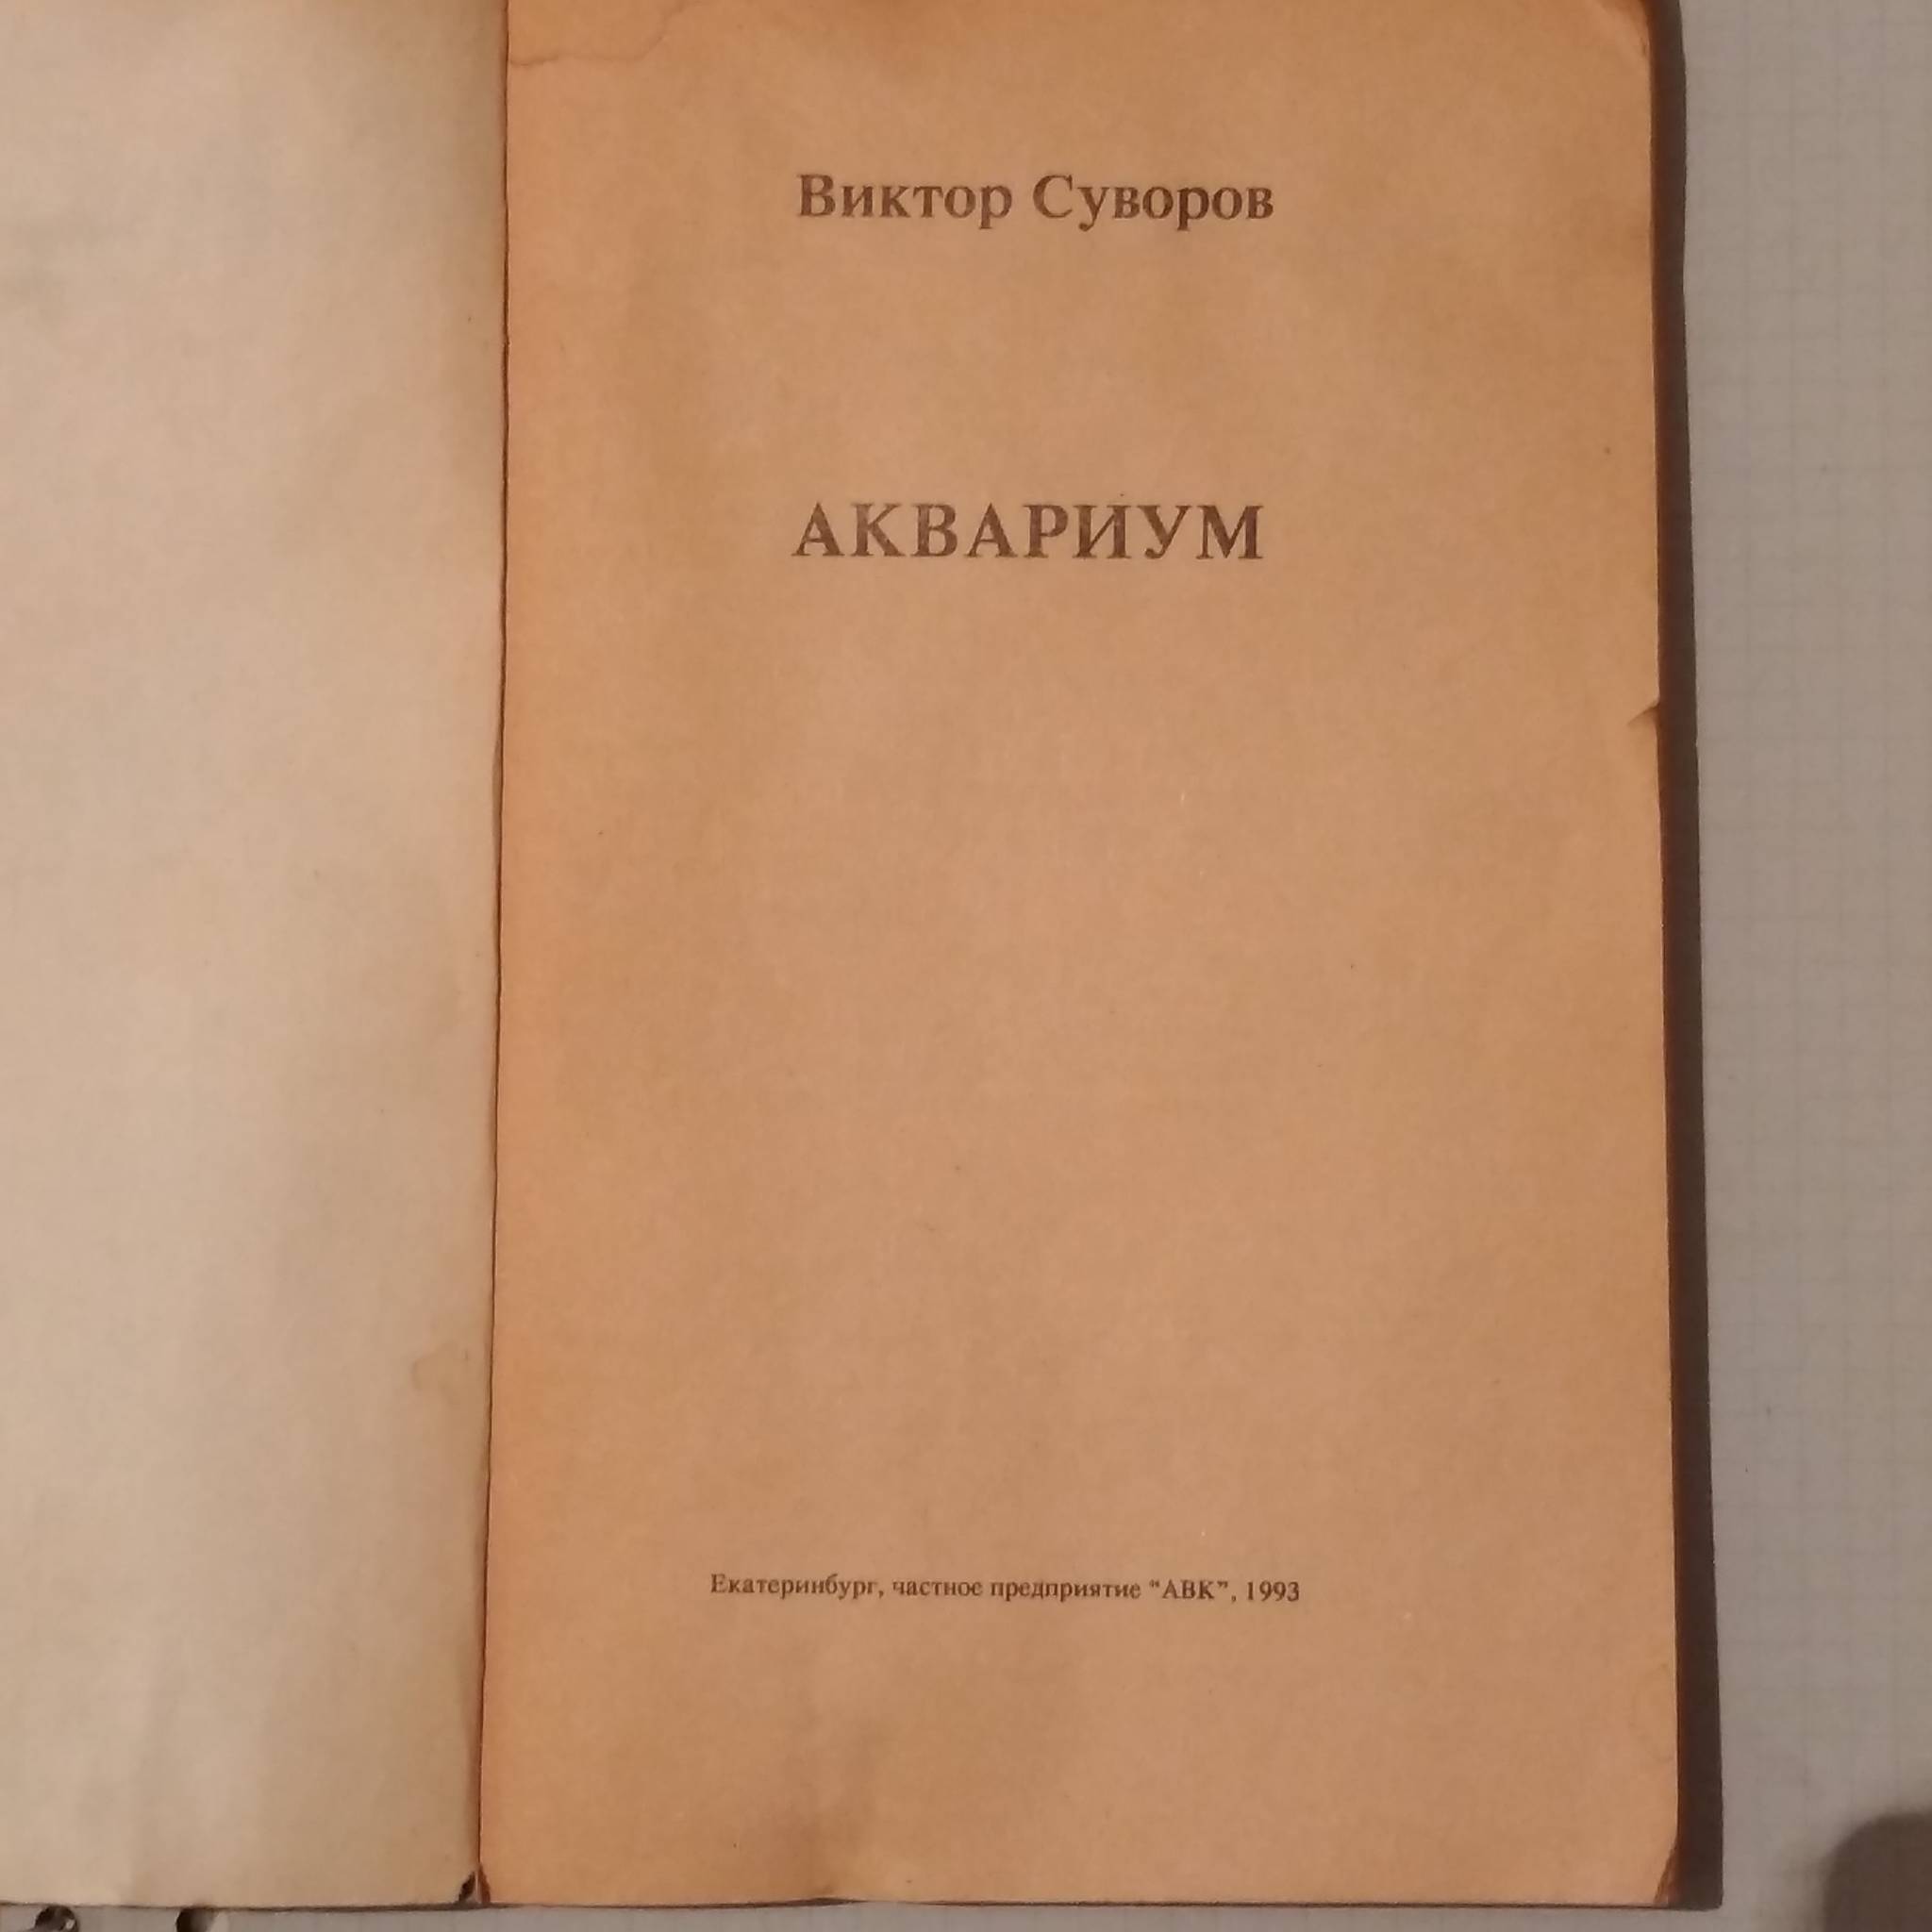 Виктор Суворов
АКВАРИУМ
Екатеринбург, частное предприятие “АВК”, 1993